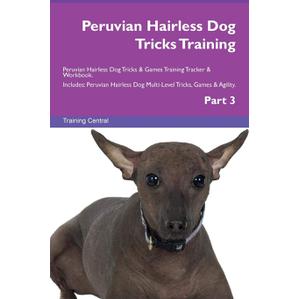 Peruvian Hairless Dog
Tricks Training
Peruvian Hairless Dog Tricks & Games Training Tracker &
Workbook.
Includes: Peruvian Hairless Dog Multi-Level Tricks, Games & Agility.
Part 3
Training Central